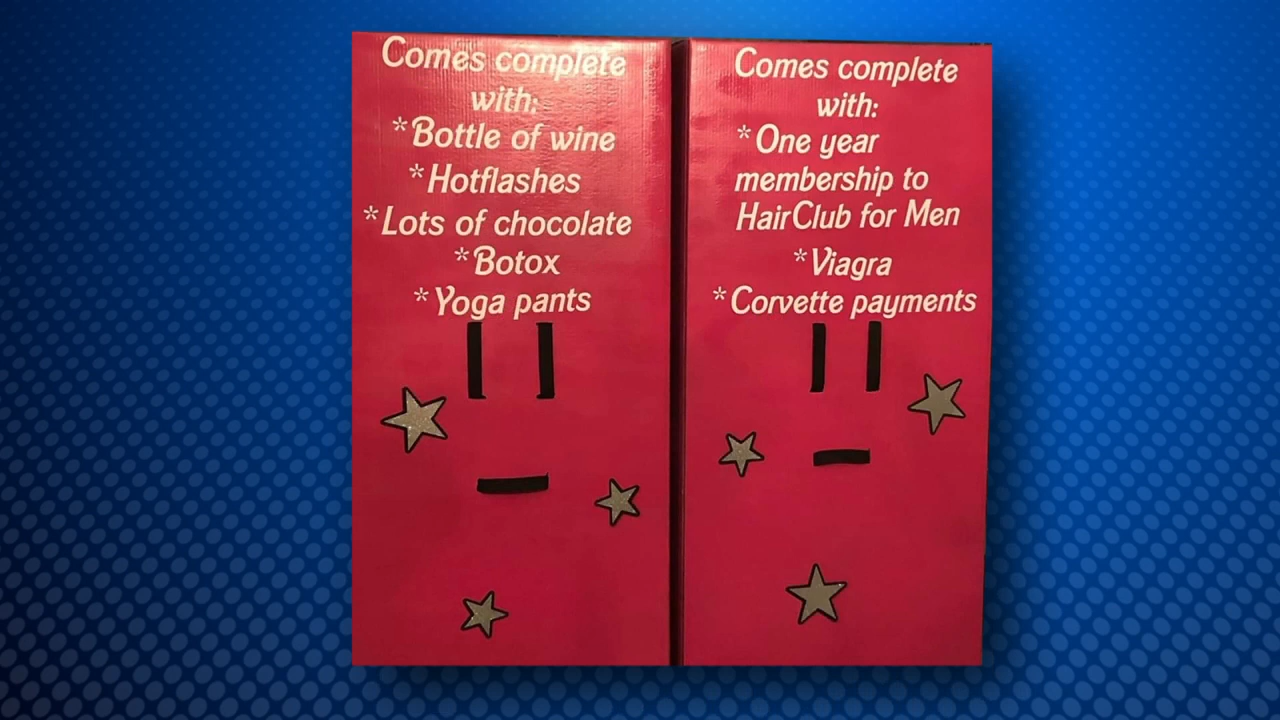 Comes complete
with:
*Bottle of wine
*Hotflashes
*Lots of chocolate
*Botox
*Yoga pants
Comes complete
with:
*One year
membership to
HairClub for Men
*Viagra
*Corvette payments